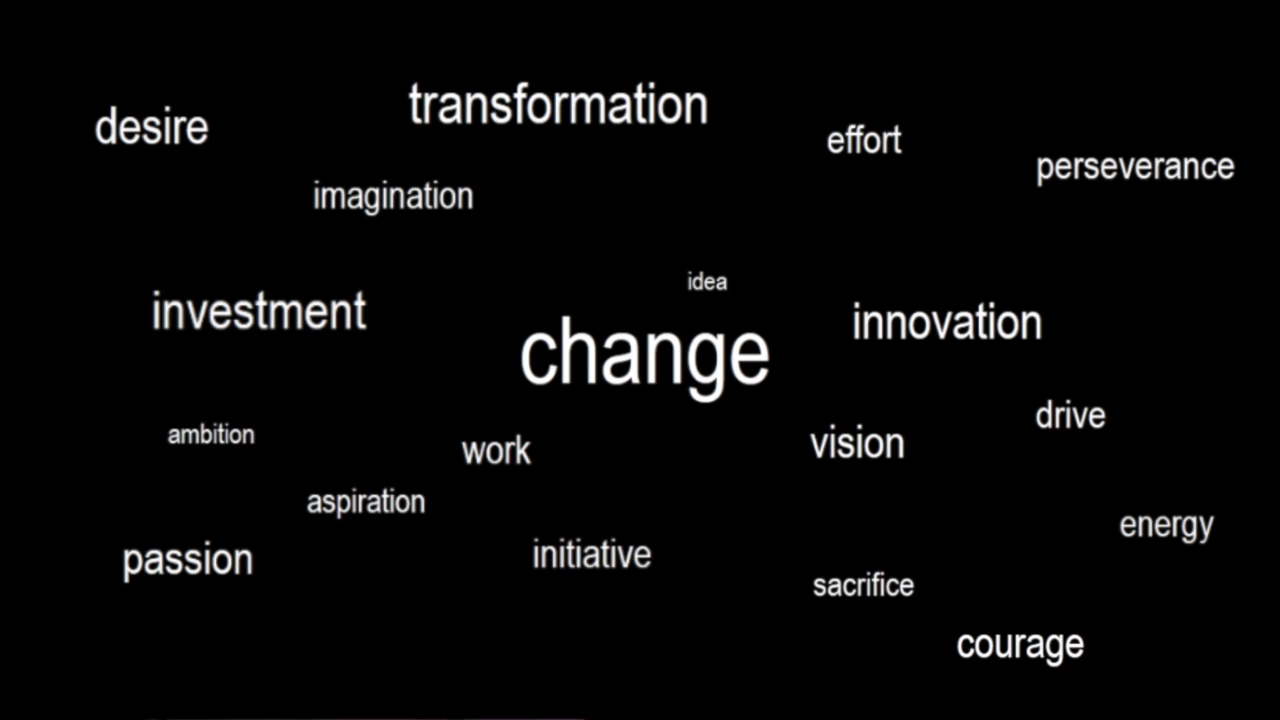 transformation
desire
effort
perseverance
imagination
idea
investment
innovation
change
drive
ambition
vision
work
aspiration
energy
initiative
passion
sacrifice
courage